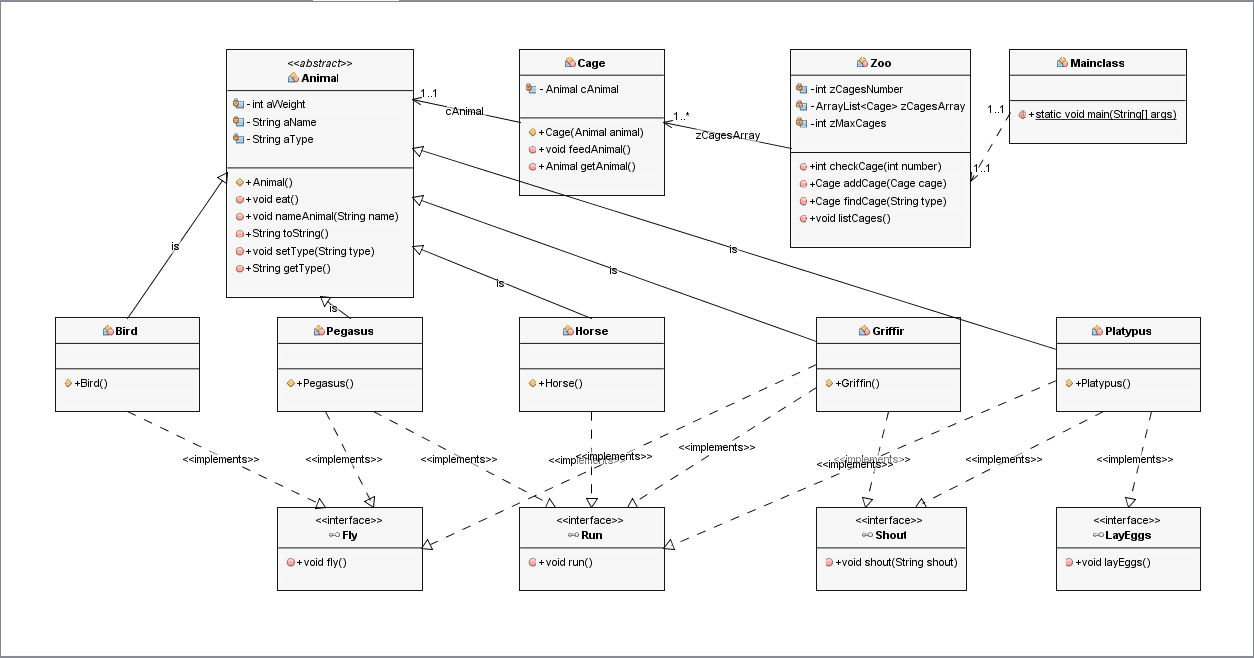 <<abstract>>
Animal
- int aWeight
- String aName
- String aType
+Animal()
+void eat()
+void nameAnimal(String name)
+String toString()
+void setType(String type)
+String getType()
1..1
cAnimal
Cage
- Animal cAnimal
+Cage(Animal animal)
+void feedAnimal()
+Animal getAnimal()
1..*
zCagesArray
Zoo
-int zCagesNumber
-ArrayList<Cage> zCagesArray
-int zMaxCages
+int checkCage(int number)
+Cage addCage(Cage cage)
+Cage findCage(String type)
+void listCages()
1..1
1..1
Mainclass
+static void main(String[] args)
is
is
is
is
is
Bird
+Bird()
Pegasus
+Pegasus()
Horse
+Horse()
Griffin
+Griffin()
Platypus
+Platypus()
<<implements>>
<<implements>>
<<implements>>
<<implements>>
<<implements>>
<<implements>>
<<implements>>
<<implements>>
<<implements>>
<<implements>>
<<interface>>
Fly
+void fly()
<<interface>>
Run
+void run()
<<interface>>
Shout
+void shout(String shout)
<<interface>>
LayEggs
+void layEggs()